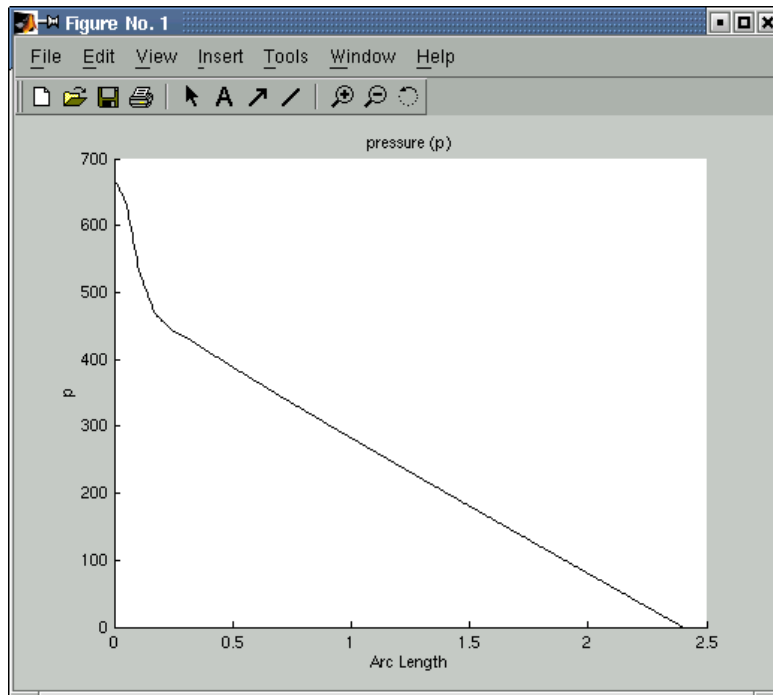 Figure No. 1
File Edit View Insert Tools Window Help
A
pressure (p)
700
600
500
400
300
200
100
0
p
0 0.5 1 1.5 2 2.5
Arc Length